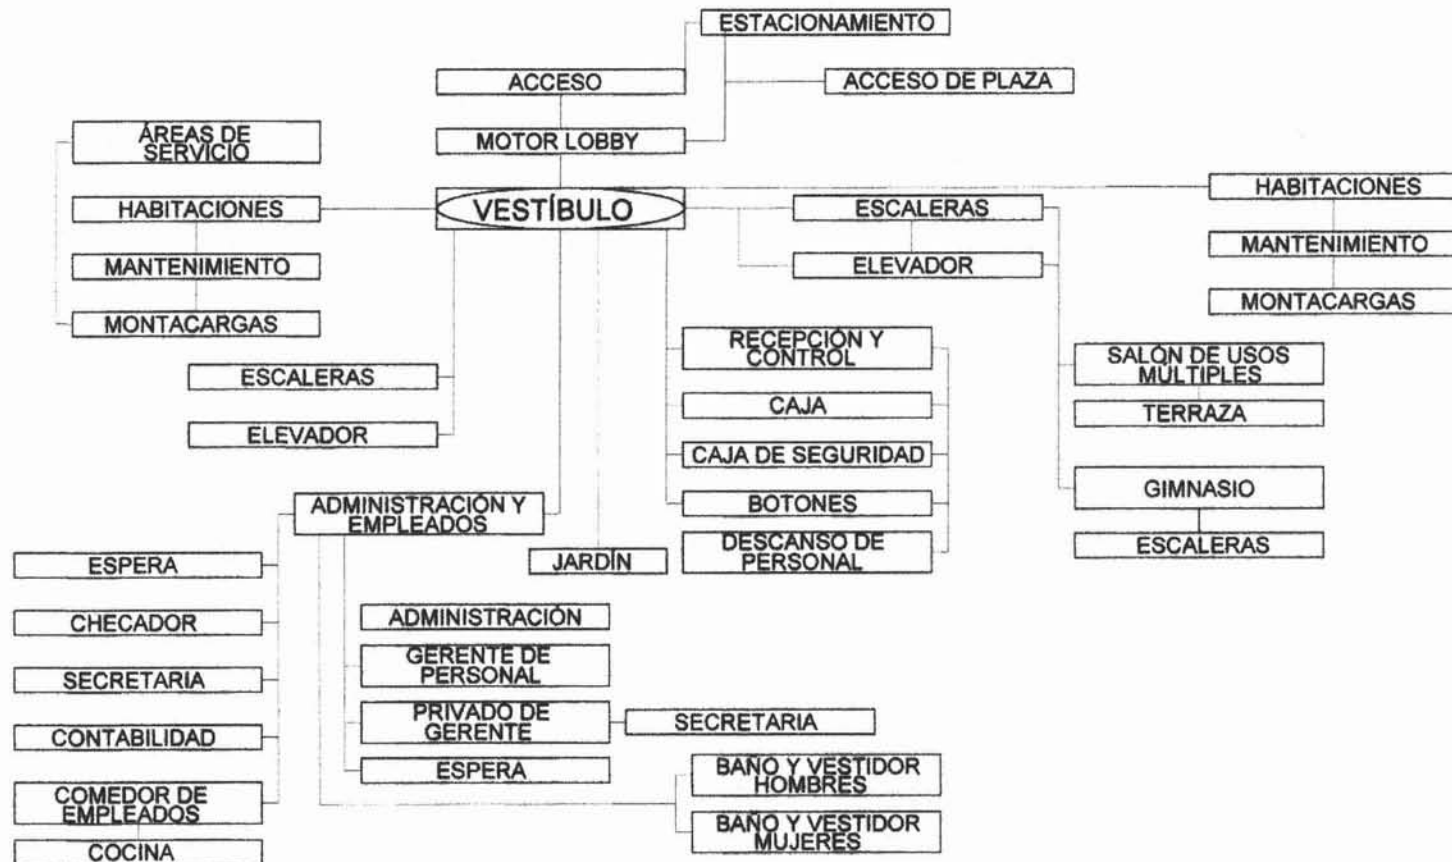 ESTACIONAMIENTO
ACCESO
ACCESO DE PLAZA
MOTOR LOBBY
ÁREAS DE
SERVICIO
HABITACIONES
VESTÍBULO
ESCALERAS
HABITACIONES
MANTENIMIENTO
ELEVADOR
MANTENIMIENTO
MONTACARGAS
MONTACARGAS
RECEPCIÓN Y
CONTROL
SALÓN DE USOS
MÚLTIPLES
ESCALERAS
CAJA
TERRAZA
ELEVADOR
CAJA DE SEGURIDAD
GIMNASIO
ADMINISTRACIÓN Y
EMPLEADOS
BOTONES
DESCANSO DE
PERSONAL
ESCALERAS
JARDÍN
ESPERA
ADMINISTRACIÓN
CHECADOR
GERENTE DE
PERSONAL
SECRETARIA
PRIVADO DE
GERENTE
SECRETARIA
CONTABILIDAD
ESPERA
BAÑO Y VESTIDOR
HOMBRES
COMEDOR DE
EMPLEADOS
BAÑO Y VESTIDOR
MUJERES
COCINA